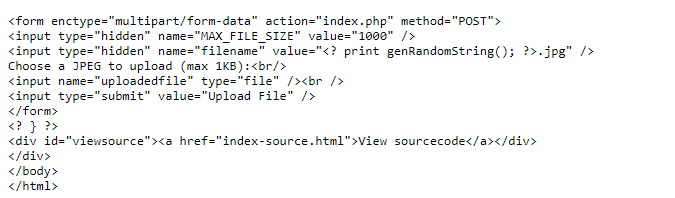 <form enctype="multipart/form-data" action="index.php" method="POST">
<input type="hidden" name="MAX_FILE_SIZE" value="1000" />
<input type="hidden" name="filename" value="<? print genRandomString(); ?>.jpg" />
Choose a JPEG to upload (max 1KB):<br/>
<input name="uploadedfile" type="file" /><br />
<input type="submit" value="Upload File" />
</form>
<? } ?>
<div id="viewsource"><a href="index-source.html">View sourcecode</a></div>
</div>
</body>
</html>